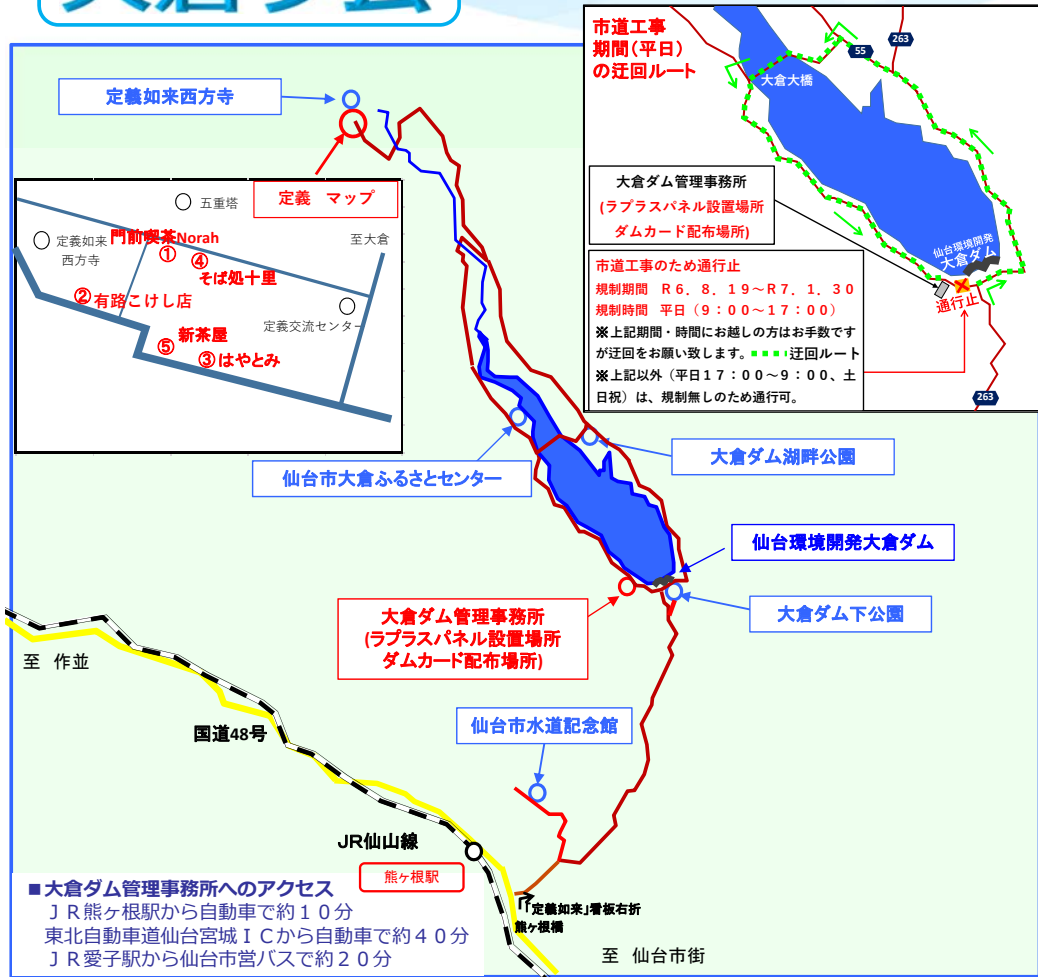 大倉ダム
市道工事
期間(平日)
の迂回ルート
55
263
大倉大橋
大倉ダム管理事務所
(ラプラスパネル設置場所
ダムカード配布場所)
仙台環境開発
大倉ダム
通行止
263
市道工事のため通行止
規制期間 R6. 8. 19～R7. 1. 30
規制時間 平日(9:00～17:00)
※上記期間・時間にお越しの方はお手数です
が迂回をお願い致します。 迂回ルート
※上記以外(平日17:00～9:00、土
日祝)は、規制無しのため通行可。
定義如来西方寺
定義 マップ
五重塔
定義如来
西方寺
門前喫茶Norah
①
④
そば処十里
至大倉
②有路こけし店
定義交流センター
新茶屋
⑤
③はやとみ
仙台市大倉ふるさとセンター
大倉ダム湖畔公園
仙台環境開発大倉ダム
大倉ダム管理事務所
(ラプラスパネル設置場所
ダムカード配布場所)
大倉ダム下公園
至 作並
国道48号
仙台市水道記念館
JR仙山線
熊ヶ根駅
「定義如来」看板右折
熊ヶ根橋
至 仙台市街
■大倉ダム管理事務所へのアクセス
JR熊ヶ根駅から自動車で約10分
東北自動車道仙台宮城ICから自動車で約40分
JR愛子駅から仙台市営バスで約20分